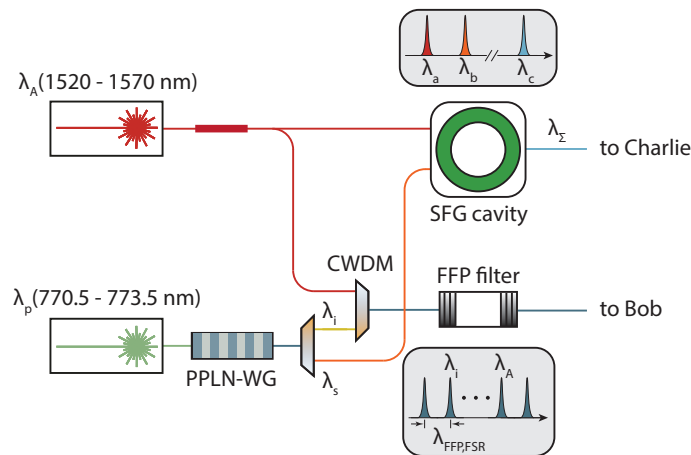 λa λb λc
λA(1520 - 1570 nm)
λΣ
to Charlie
SFG cavity
CWDM
FFP filter
λp(770.5 - 773.5 nm)
λi
to Bob
PPLN-WG
λs
λi λA
λFFP,FSR